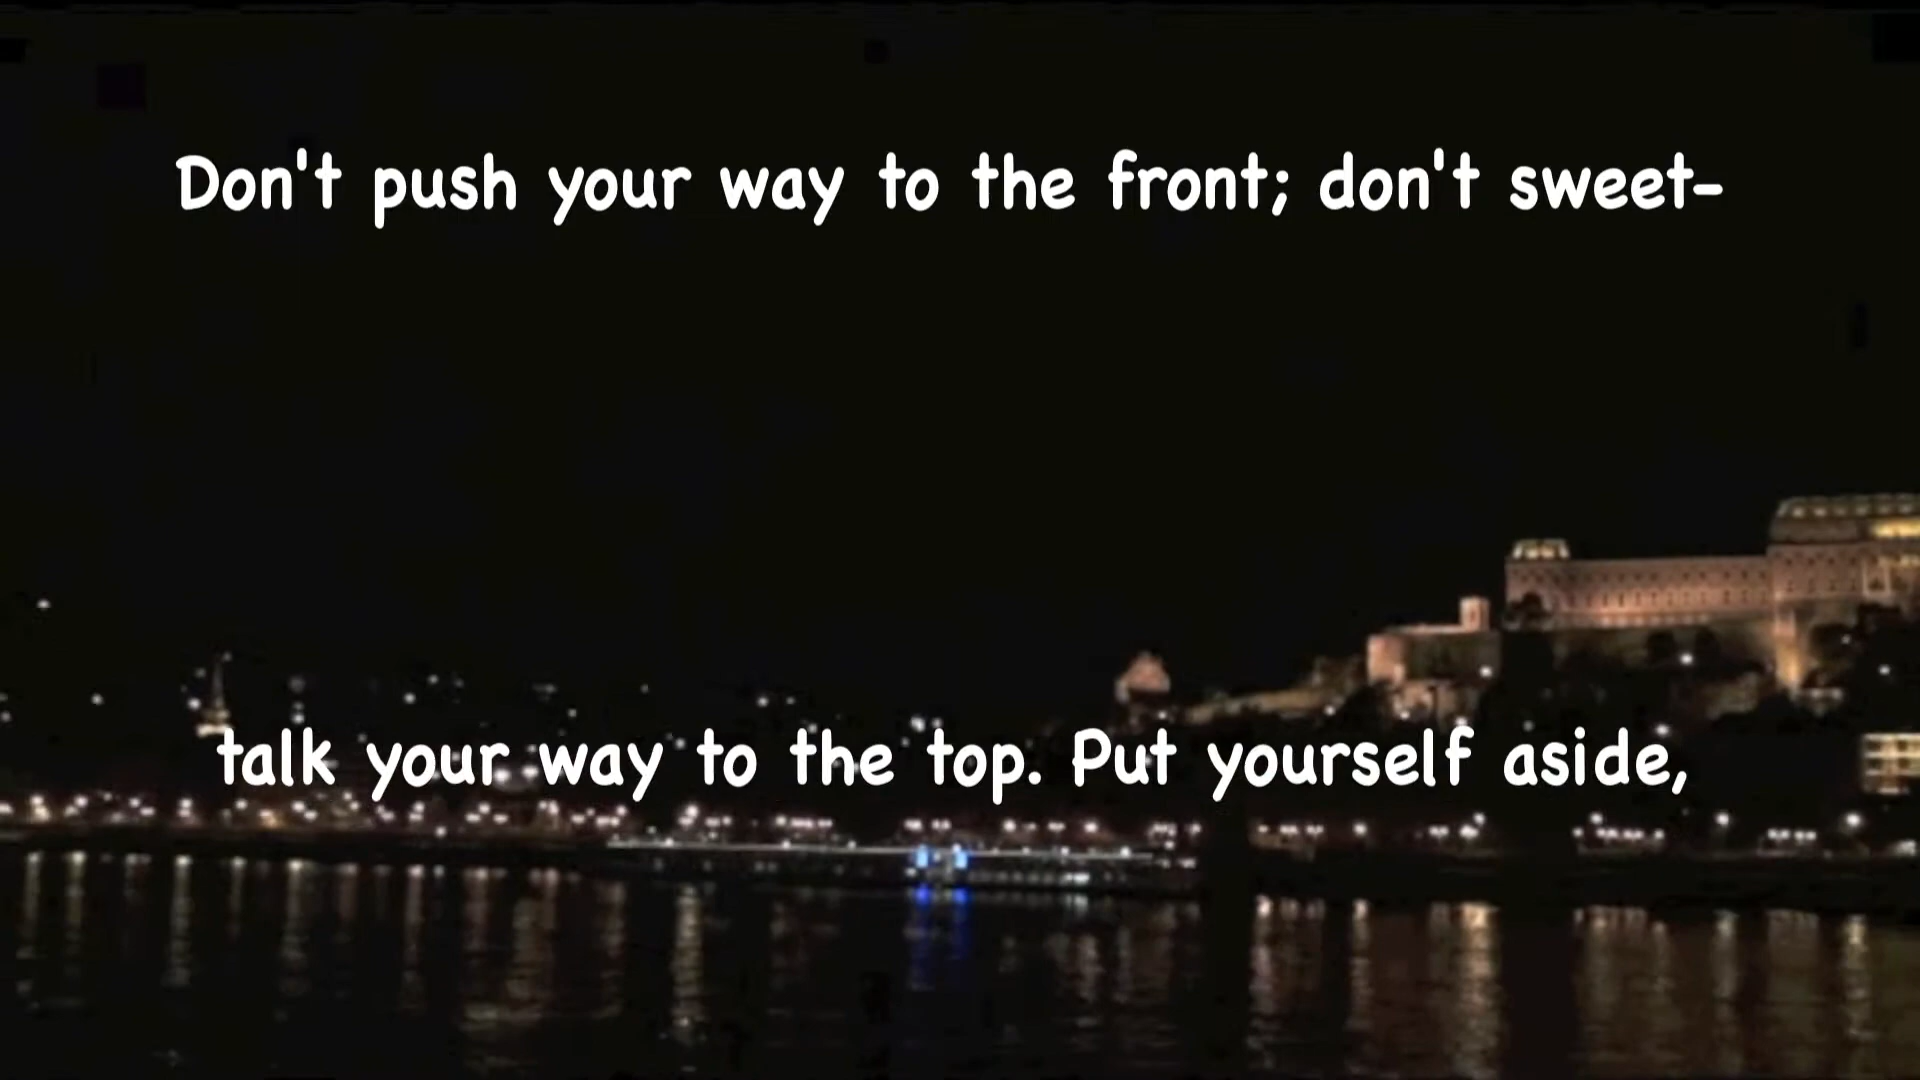 Don't push your way to the front; don't sweet-
talk your way to the top. Put yourself aside,